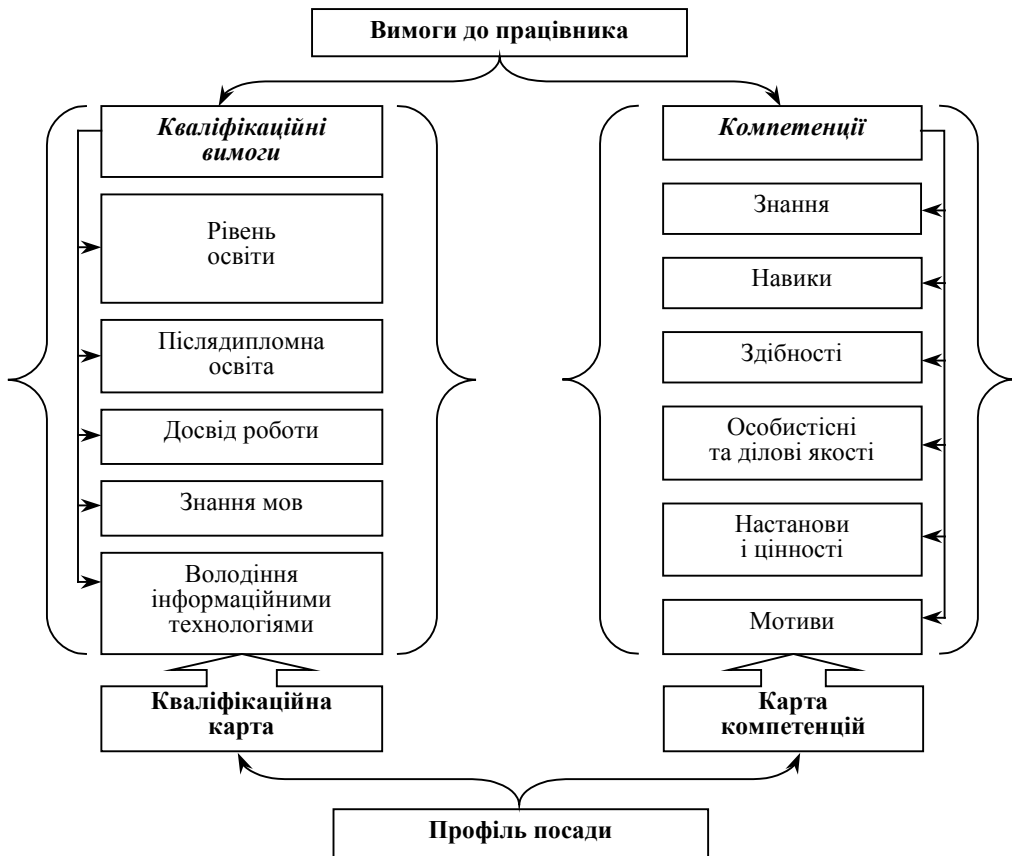 Вимоги до працівника
Кваліфікаційні
вимоги
Рівень
освіти
Післядипломна
освіта
Досвід роботи
Знання мов
Володіння
інформаційними
технологіями
Кваліфікаційна
карта
Компетенції
Знання
Навики
Здібності
Особистісні
та ділові якості
Настанови
і цінності
Мотиви
Карта
компетенцій
Профіль посади